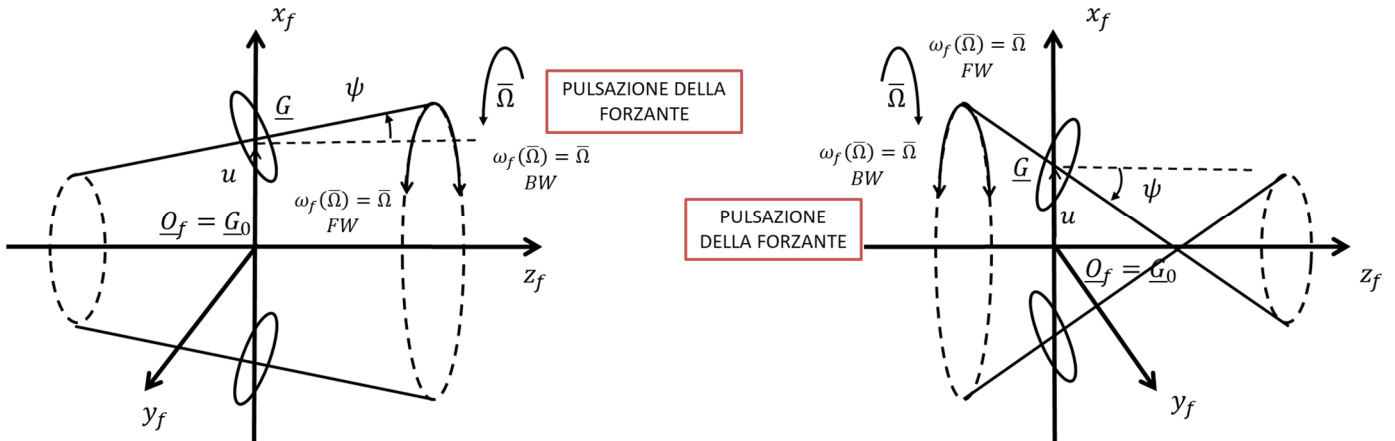 x_f
G
ψ
Ω̅
PULSAZIONE DELLA
FORZANTE
ω_f(Ω̅) = Ω̅
BW
u
ω_f(Ω̅) = Ω̅
FW
O_f = G_0
z_f
y_f
x_f
ω_f(Ω̅) = Ω̅
FW
Ω̅
ω_f(Ω̅) = Ω̅
BW
G
ψ
u
PULSAZIONE
DELLA FORZANTE
O_f = G_0
z_f
y_f